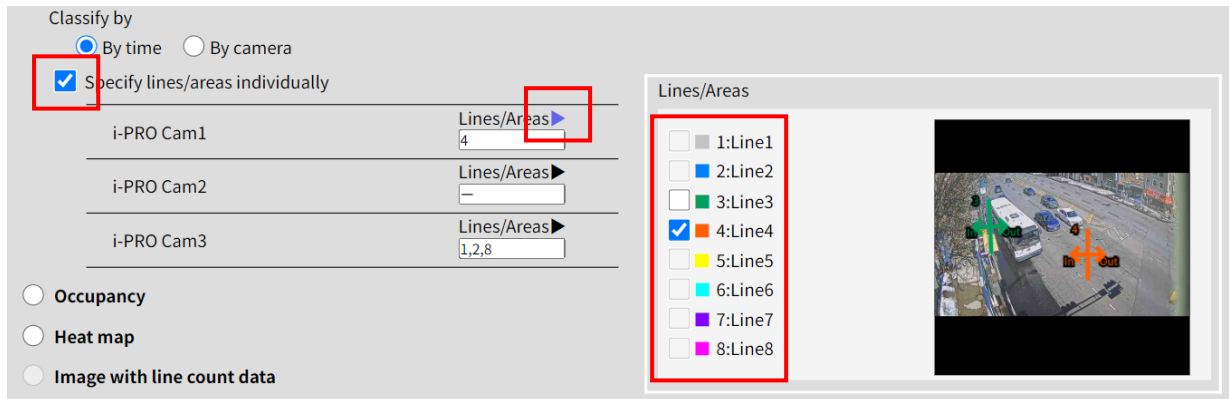 Classify by
By time By camera
Specify lines/areas individually
i-PRO Cam1
Lines/Areas▶
4
i-PRO Cam2
Lines/Areas▶
—
i-PRO Cam3
Lines/Areas▶
1,2,8
Occupancy
Heat map
Image with line count data
Lines/Areas
1:Line1
2:Line2
3:Line3
4:Line4
5:Line5
6:Line6
7:Line7
8:Line8
3
In Out
4
In Out